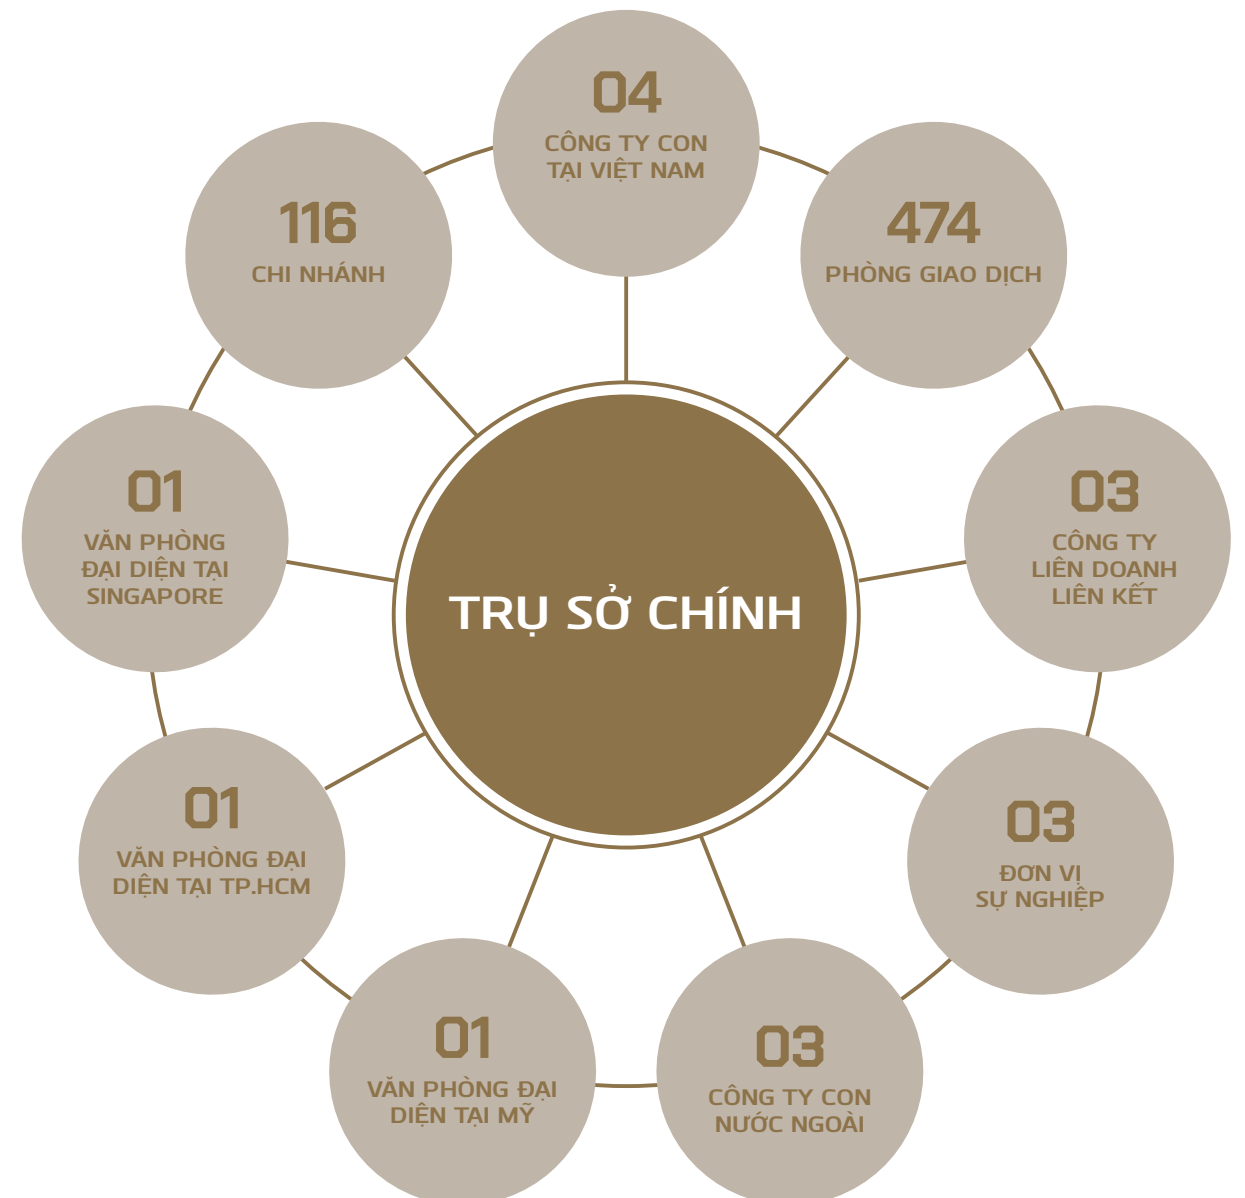 04
CÔNG TY CON
TẠI VIỆT NAM
116
CHI NHÁNH
474
PHÒNG GIAO DỊCH
01
VĂN PHÒNG
ĐẠI DIỆN TẠI
SINGAPORE
03
CÔNG TY
LIÊN DOANH
LIÊN KẾT
TRỤ SỞ CHÍNH
01
VĂN PHÒNG ĐẠI
DIỆN TẠI TP.HCM
03
ĐƠN VỊ
SỰ NGHIỆP
01
VĂN PHÒNG ĐẠI
DIỆN TẠI MỸ
03
CÔNG TY CON
NƯỚC NGOÀI